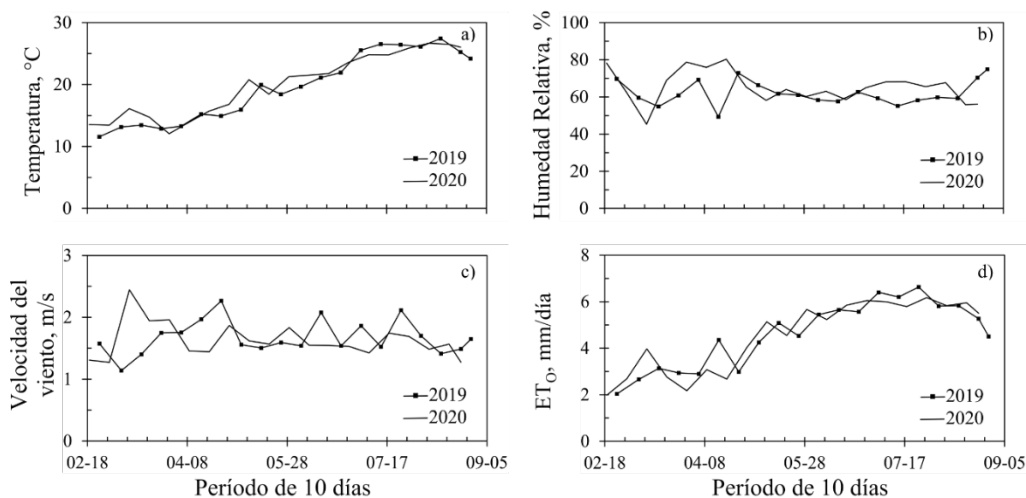 a)
Temperatura, °C
30
20
10
0
2019
2020
b)
Humedad Relativa, %
100
80
60
40
20
0
2019
2020
c)
Velocidad del
viento, m/s
3
2
1
0
2019
2020
02-18 04-08 05-28 07-17 09-05
Período de 10 días
d)
ETO, mm/día
8
6
4
2
0
2019
2020
02-18 04-08 05-28 07-17 09-05
Período de 10 días